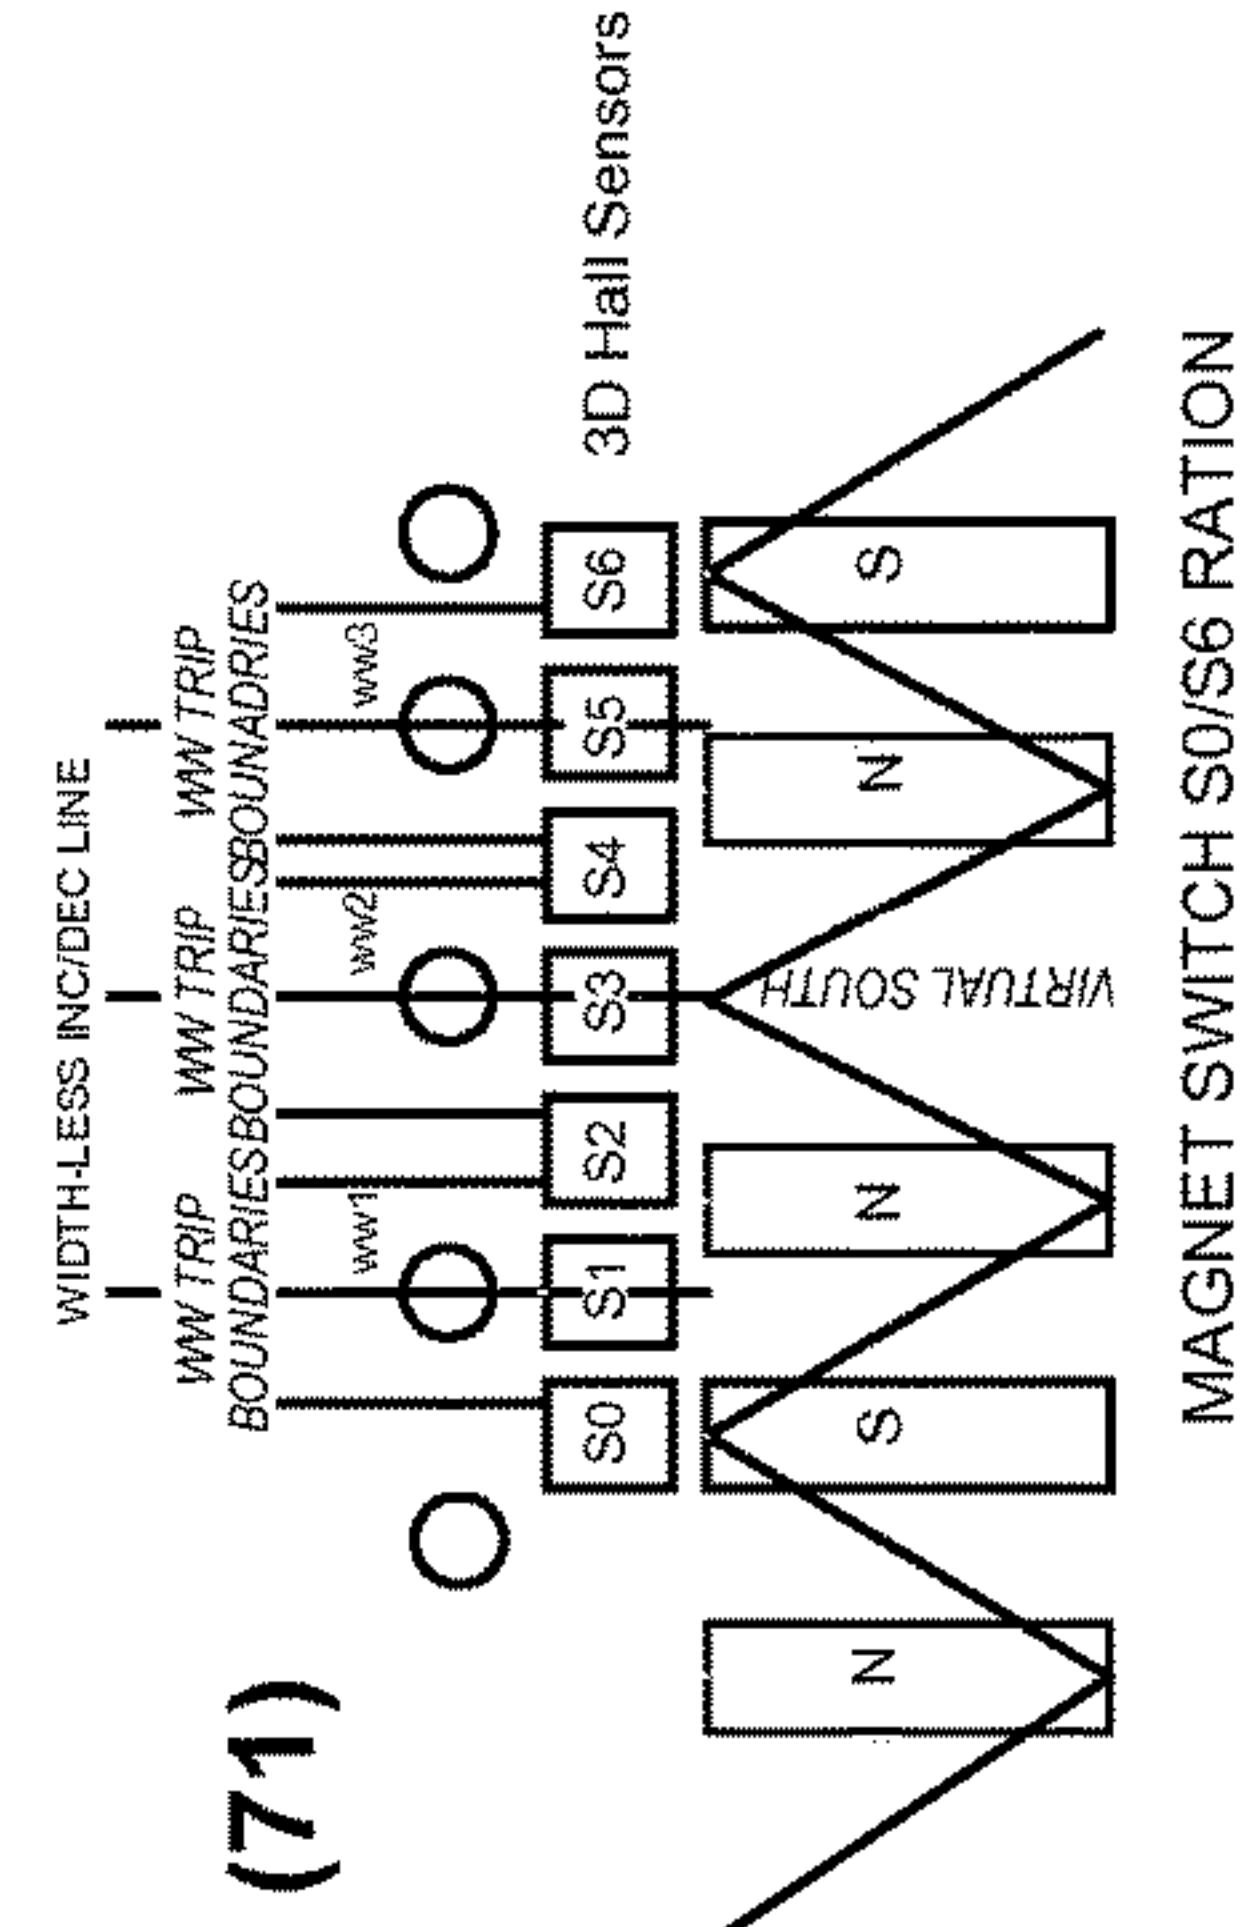 (71)
WIDTH-LESS INC/DEC LINE
WW TRIP WW TRIP WW TRIP
BOUNDARIES BOUNDARIES BOUNADRIES
ww1 ww2 ww3
S0 S1 S2 S3 S4 S5 S6 3D Hall Sensors
N S N N S
VIRTUAL SOUTH
MAGNET SWITCH S0/S6 RATION